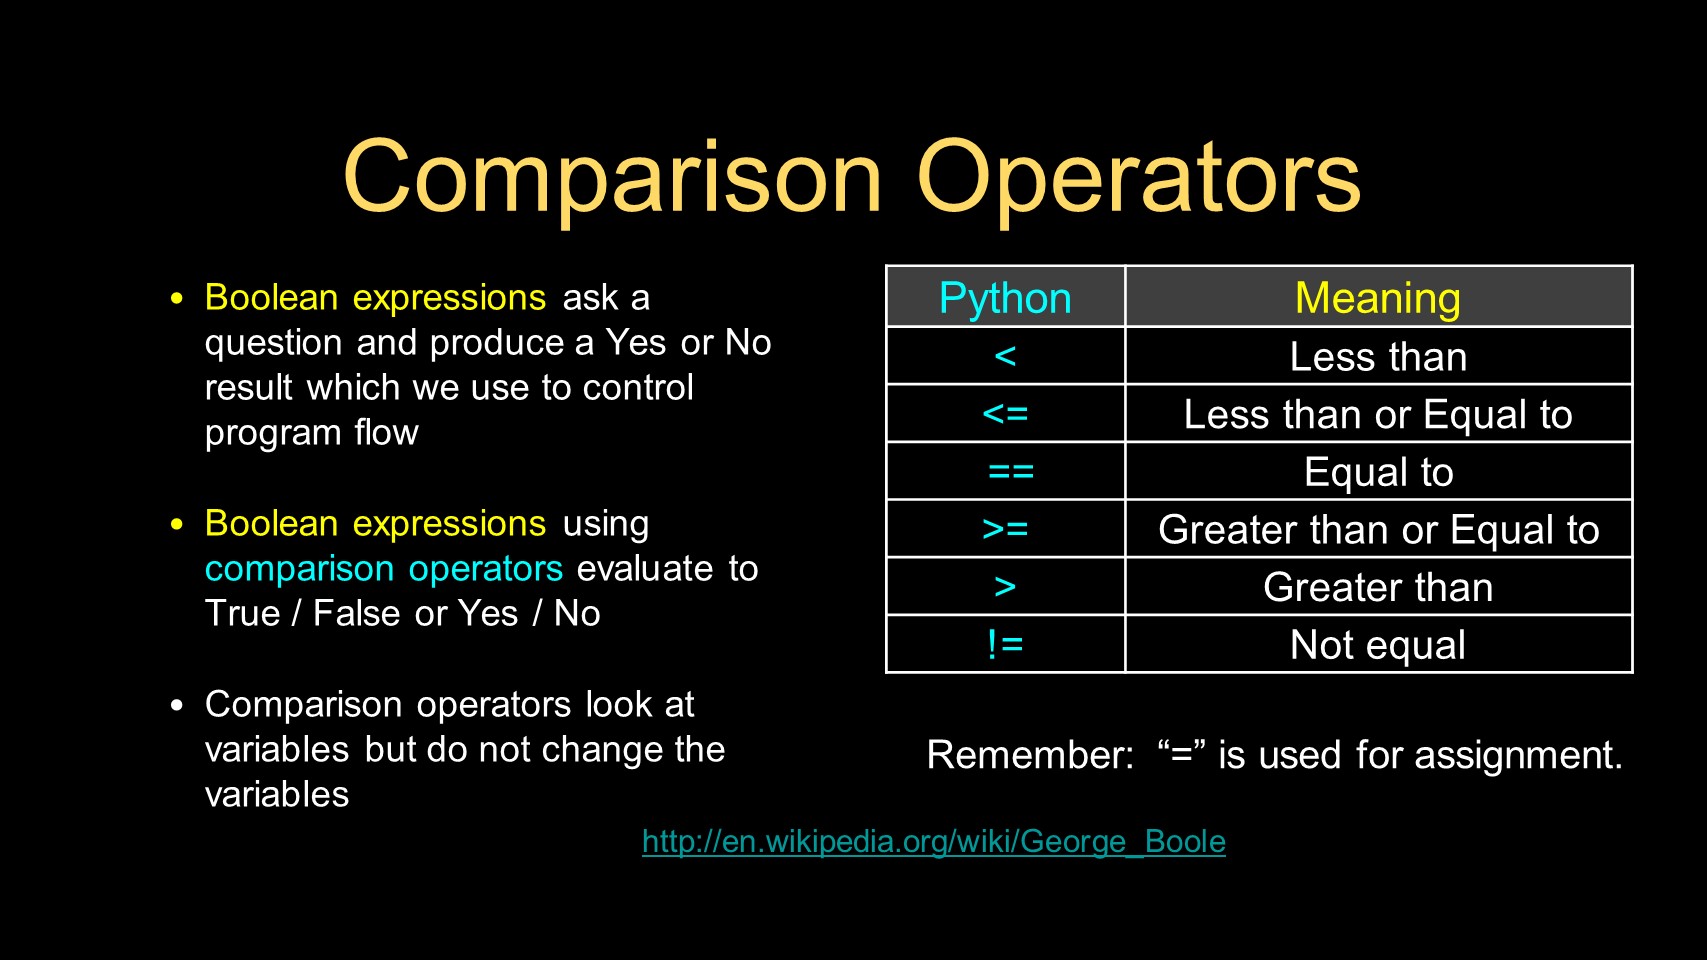 Comparison Operators
• Boolean expressions ask a
question and produce a Yes or No
result which we use to control
program flow
• Boolean expressions using
comparison operators evaluate to
True / False or Yes / No
• Comparison operators look at
variables but do not change the
variables
Python Meaning
< Less than
<= Less than or Equal to
== Equal to
>= Greater than or Equal to
> Greater than
!= Not equal
Remember: “=” is used for assignment.
http://en.wikipedia.org/wiki/George_Boole